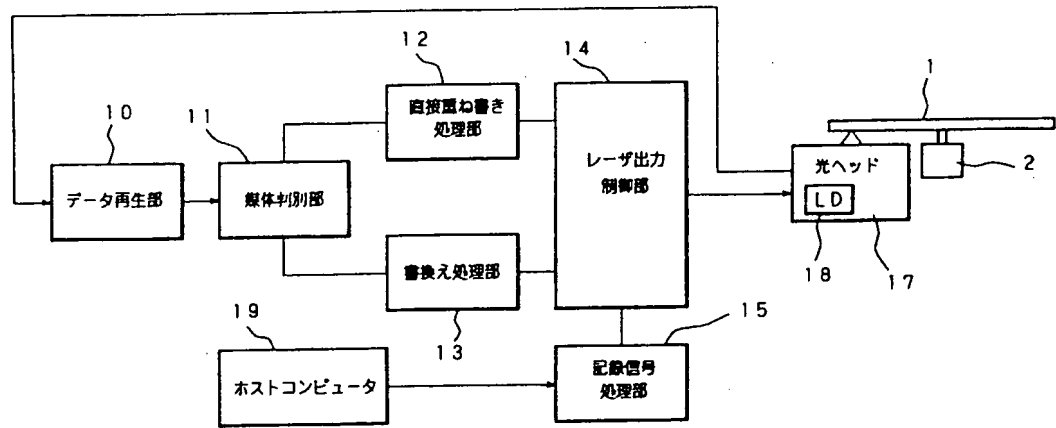 12
14
1
直接重ね書き
処理部
10
11
レーザ出力
制御部
2
光ヘッド
データ再生部
媒体判別部
LD
18
17
書換え処理部
19
13
15
ホストコンピュータ
記録信号
処理部